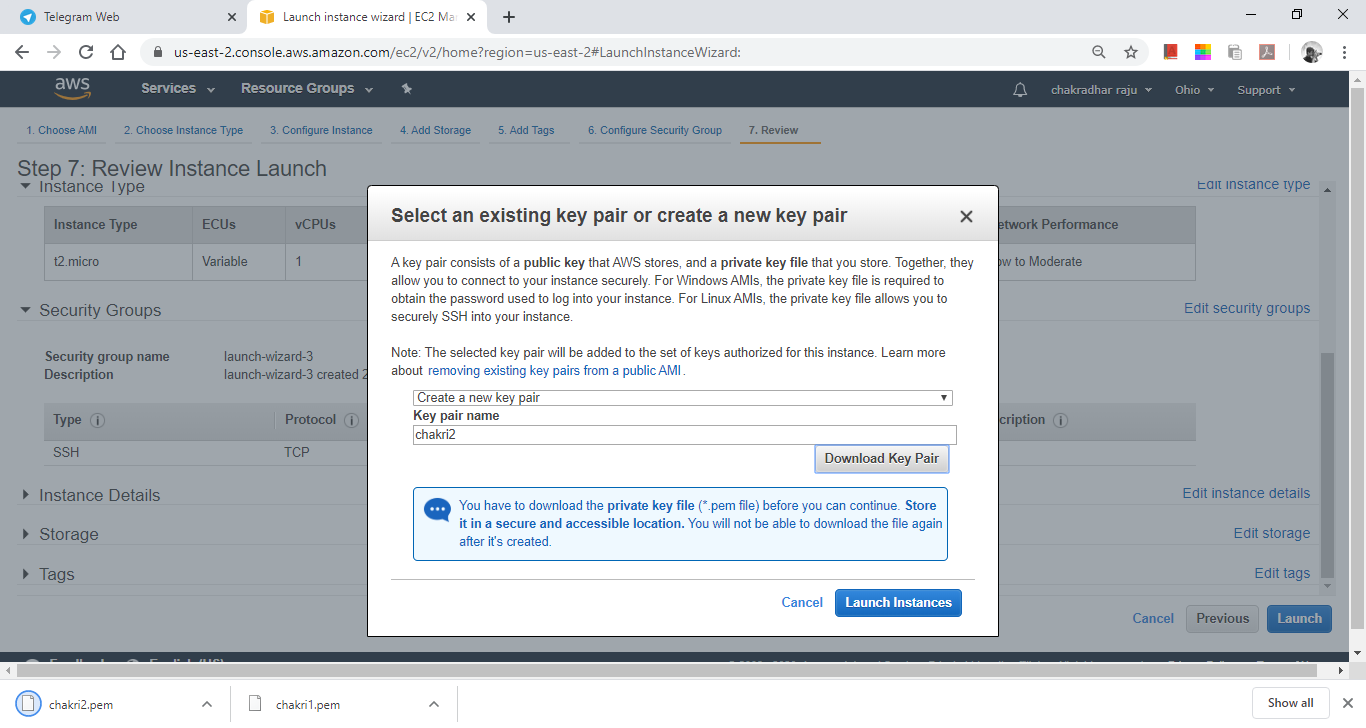 Telegram Web
Launch instance wizard | EC2 Ma
us-east-2.console.aws.amazon.com/ec2/v2/home?region=us-east-2#LaunchInstanceWizard:
aws Services Resource Groups chakradhar raju Ohio Support
1. Choose AMI 2. Choose Instance Type 3. Configure Instance 4. Add Storage 5. Add Tags 6. Configure Security Group 7. Review
Step 7: Review Instance Launch
Instance Type Edit instance type
Instance Type ECUs vCPUs etwork Performance
t2.micro Variable 1 ow to Moderate
Security Groups Edit security groups
Security group name launch-wizard-3
Description launch-wizard-3 created 2
Type Protocol cription
SSH TCP
Instance Details Edit instance details
Storage Edit storage
Tags Edit tags
Cancel Previous Launch
Select an existing key pair or create a new key pair
A key pair consists of a public key that AWS stores, and a private key file that you store. Together, they
allow you to connect to your instance securely. For Windows AMIs, the private key file is required to
obtain the password used to log into your instance. For Linux AMIs, the private key file allows you to
securely SSH into your instance.
Note: The selected key pair will be added to the set of keys authorized for this instance. Learn more
about removing existing key pairs from a public AMI.
Create a new key pair
Key pair name
chakri2
Download Key Pair
You have to download the private key file (*.pem file) before you can continue. Store
it in a secure and accessible location. You will not be able to download the file again
after it's created.
Cancel Launch Instances
chakri2.pem chakri1.pem Show all